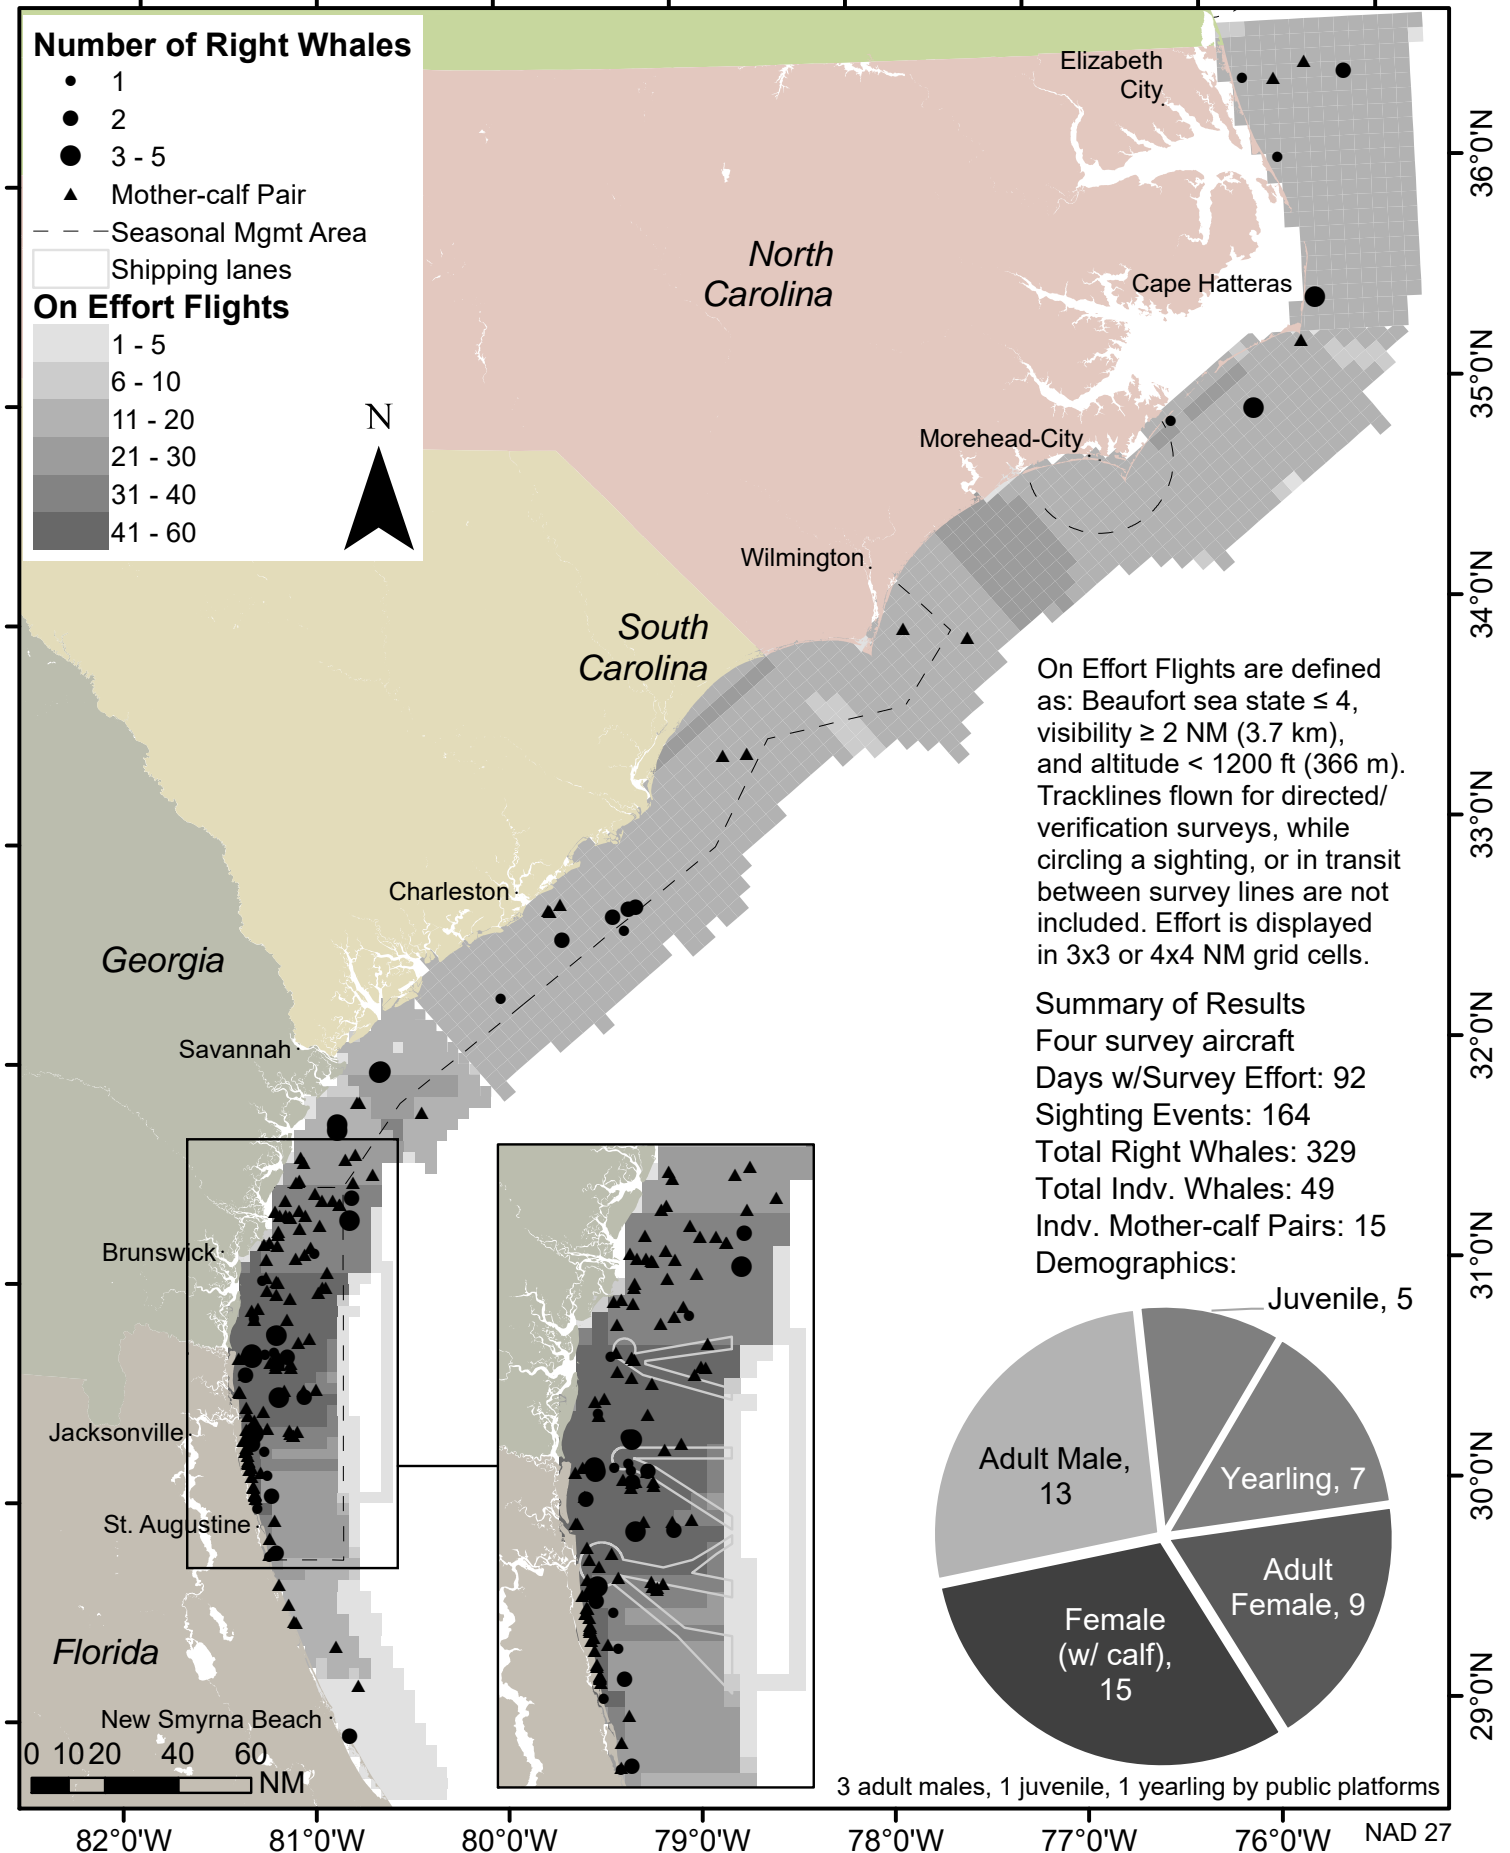 Number of Right Whales
1
2
3 - 5
Mother-calf Pair
Seasonal Mgmt Area
Shipping lanes
On Effort Flights
1 - 5
6 - 10
11 - 20
21 - 30
31 - 40
41 - 60
N
Elizabeth
City
North
Carolina
Cape Hatteras
Morehead-City
Wilmington
South
Carolina
Charleston
Georgia
Savannah
Brunswick
Jacksonville
St. Augustine
Florida
New Smyrna Beach
0 10 20 40 60
NM
On Effort Flights are defined
as: Beaufort sea state ≤ 4,
visibility ≥ 2 NM (3.7 km),
and altitude < 1200 ft (366 m).
Tracklines flown for directed/
verification surveys, while
circling a sighting, or in transit
between survey lines are not
included. Effort is displayed
in 3x3 or 4x4 NM grid cells.
Summary of Results
Four survey aircraft
Days w/Survey Effort: 92
Sighting Events: 164
Total Right Whales: 329
Total Indv. Whales: 49
Indv. Mother-calf Pairs: 15
Demographics:
Juvenile, 5
Yearling, 7
Adult Male,
13
Adult
Female, 9
Female
(w/ calf),
15
3 adult males, 1 juvenile, 1 yearling by public platforms
36°0'N
35°0'N
34°0'N
33°0'N
32°0'N
31°0'N
30°0'N
29°0'N
82°0'W
81°0'W
80°0'W
79°0'W
78°0'W
77°0'W
76°0'W
NAD 27